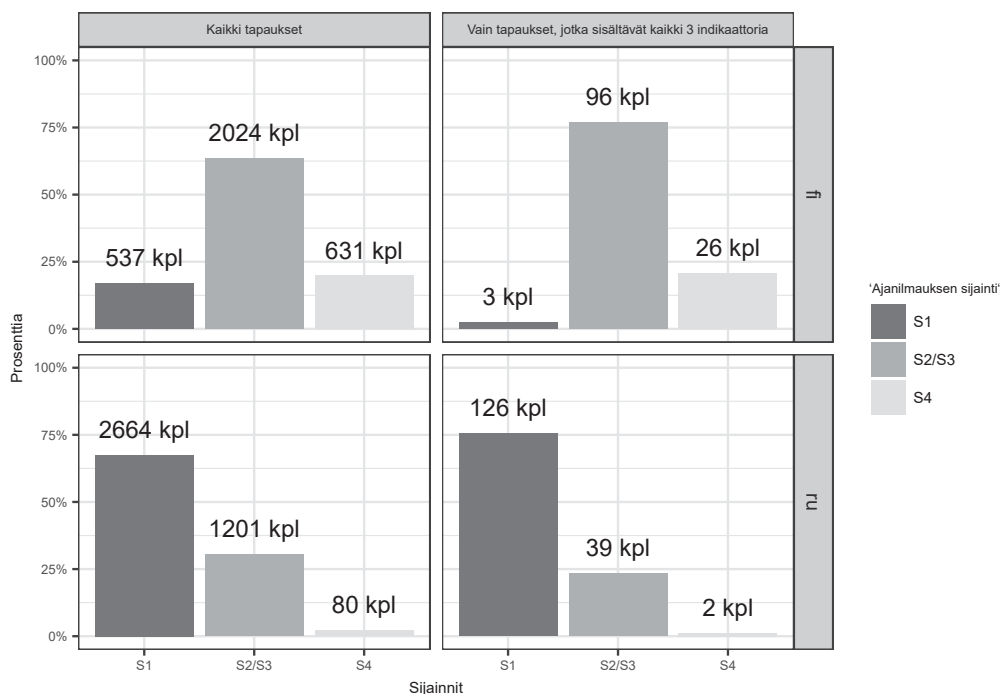 Kaikki tapaukset
Vain tapaukset, jotka sisältävät kaikki 3 indikaattoria
100%
75%
50%
25%
0%
2024 kpl
537 kpl
631 kpl
96 kpl
26 kpl
3 kpl
fi
Prosenttia
100%
75%
50%
25%
0%
2664 kpl
1201 kpl
80 kpl
126 kpl
39 kpl
2 kpl
ru
S1
S2/S3
S4
S1
S2/S3
S4
Sijainnit
‘Ajanilmauksen sijainti‘
S1
S2/S3
S4